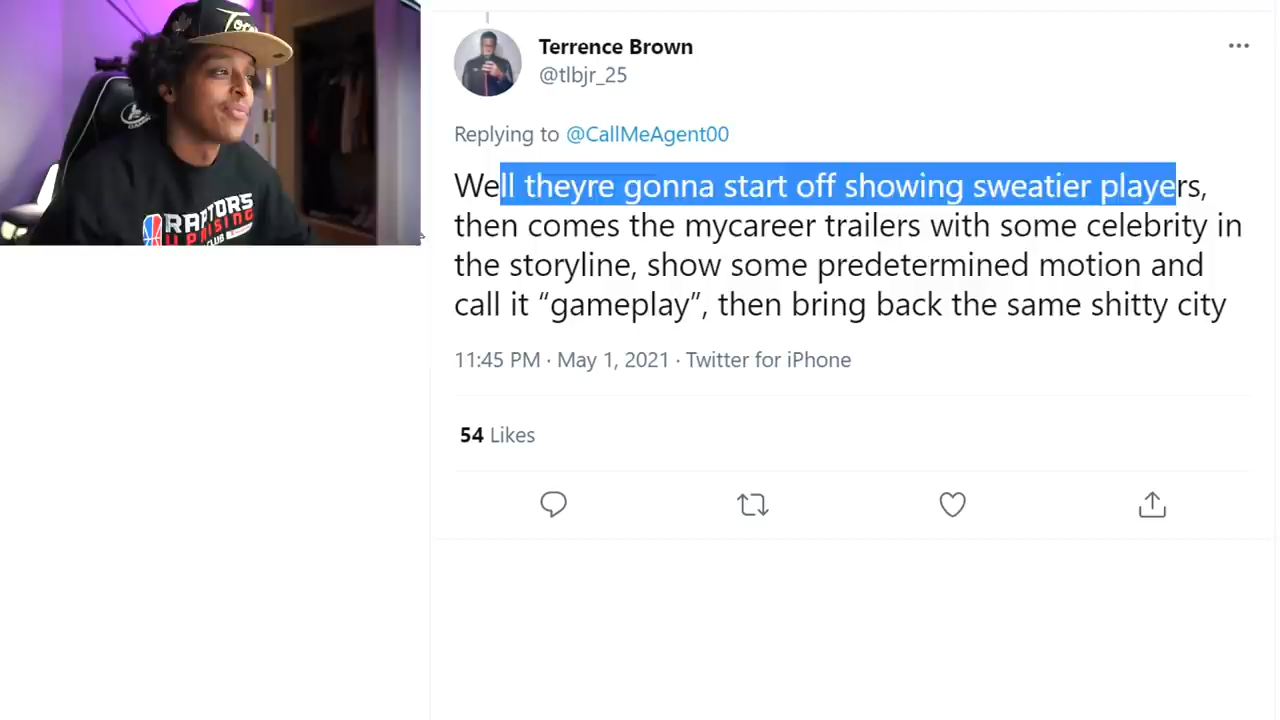 Toro
RAPTORS
UPRISING
Terrence Brown
@tlbjr_25
Replying to @CallMeAgent00
Well theyre gonna start off showing sweatier players,
then comes the mycareer trailers with some celebrity in
the storyline, show some predetermined motion and
call it “gameplay”, then bring back the same shitty city
11:45 PM · May 1, 2021 · Twitter for iPhone
54 Likes